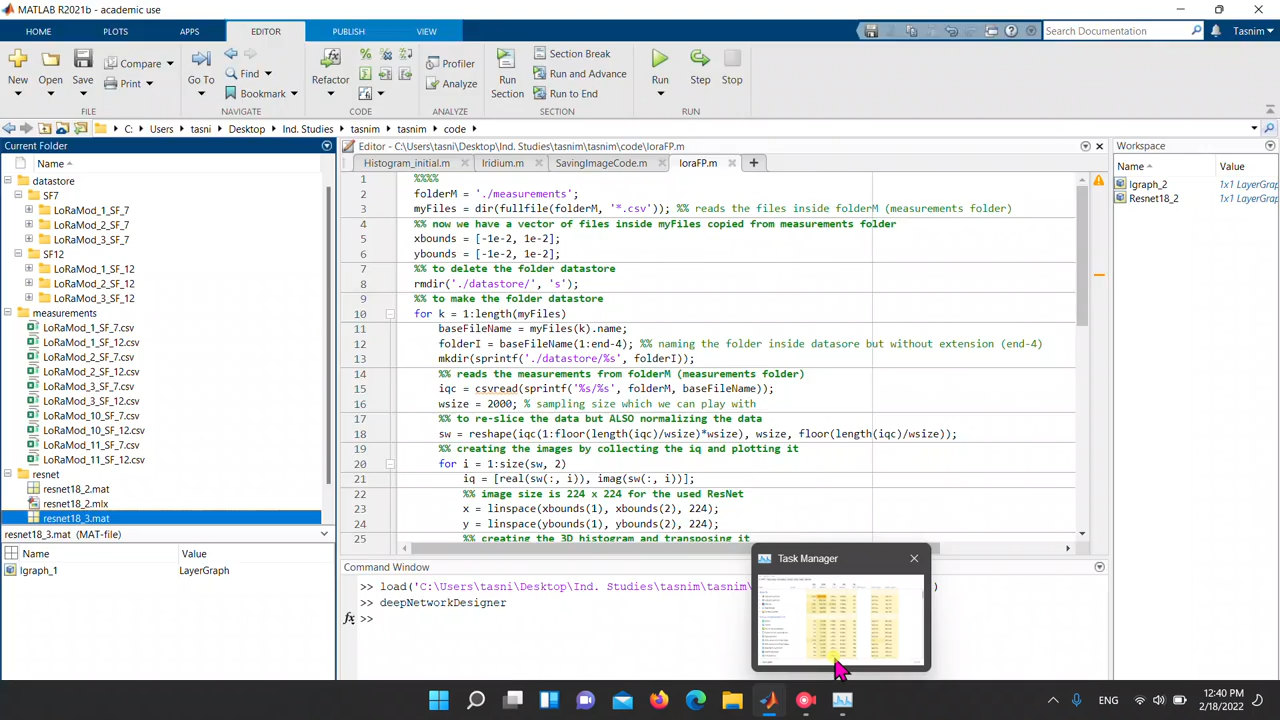 MATLAB R2021b - academic use
HOME PLOTS APPS EDITOR PUBLISH VIEW
Search Documentation
Tasnim
New Open Save Compare Print
FILE
Go To Find Bookmark
NAVIGATE
Refactor
CODE
Profiler
Analyze
ANALYZE
Run Section
Section Break
Run and Advance
Run to End
SECTION
Run Step Stop
RUN
C: Users tasni Desktop Ind. Studies tasnim tasnim code
Current Folder
Name
datastore
SF7
LoRaMod_1_SF_7
LoRaMod_2_SF_7
LoRaMod_3_SF_7
SF12
LoRaMod_1_SF_12
LoRaMod_2_SF_12
LoRaMod_3_SF_12
measurements
LoRaMod_1_SF_7.csv
LoRaMod_1_SF_12.csv
LoRaMod_2_SF_7.csv
LoRaMod_2_SF_12.csv
LoRaMod_3_SF_7.csv
LoRaMod_3_SF_12.csv
LoRaMod_10_SF_7.csv
LoRaMod_10_SF_12.csv
LoRaMod_11_SF_7.csv
LoRaMod_11_SF_12.csv
resnet
resnet18_2.mat
resnet18_2.mlx
resnet18_3.mat
resnet18_3.mat (MAT-file)
Name Value
lgraph_1 LayerGraph
Editor - C:\Users\tasni\Desktop\Ind. Studies\tasnim\tasnim\code\loraFP.m
Histogram_initial.m Iridium.m SavingImageCode.m loraFP.m
1 %%%%
2 folderM = './measurements';
3 myFiles = dir(fullfile(folderM, '*.csv')); %% reads the files inside folderM (measurements folder)
4 %% now we have a vector of files inside myFiles copied from measurements folder
5 xbounds = [-1e-2, 1e-2];
6 ybounds = [-1e-2, 1e-2];
7 %% to delete the folder datastore
8 rmdir('./datastore/', 's');
9 %% to make the folder datastore
10 for k = 1:length(myFiles)
11 baseFileName = myFiles(k).name;
12 folderI = baseFileName(1:end-4); %% naming the folder inside datasore but without extension (end-4)
13 mkdir(sprintf('./datastore/%s', folderI));
14 %% reads the measurements from folderM (measurements folder)
15 iqc = csvread(sprintf('%s/%s', folderM, baseFileName));
16 wsize = 2000; % sampling size which we can play with
17 %% to re-slice the data but ALSO normalizing the data
18 sw = reshape(iqc(1:floor(length(iqc)/wsize)*wsize), wsize, floor(length(iqc)/wsize));
19 %% creating the images by collecting the iq and plotting it
20 for i = 1:size(sw, 2)
21 iq = [real(sw(:, i)), imag(sw(:, i))];
22 %% image size is 224 x 224 for the used ResNet
23 x = linspace(xbounds(1), xbounds(2), 224);
24 y = linspace(ybounds(1), ybounds(2), 224);
25 %% creating the 3D histogram and transposing it
Command Window
>> load('C:\Users\tasni\Desktop\Ind. Studies\tasnim\tasnim\ )
>> deepNetworkDesigner
fx >>
Workspace
Name Value
lgraph_2 1x1 LayerGrap
Resnet18_2 1x1 LayerGrap
Task Manager
ENG
12:40 PM
2/18/2022